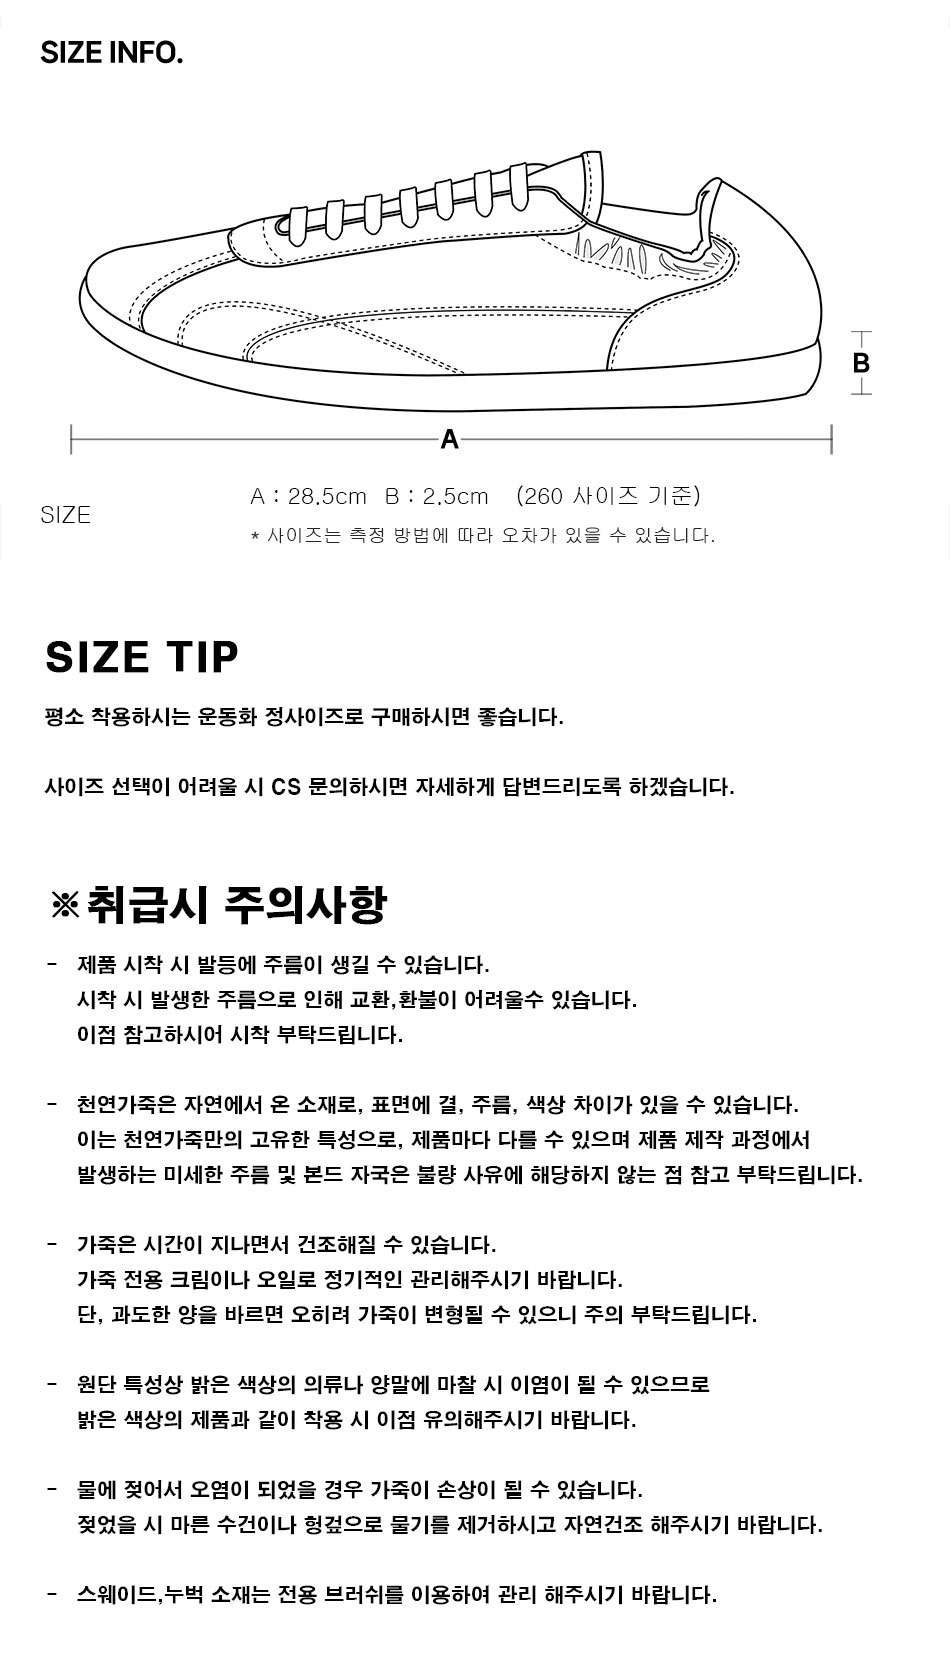 SIZE INFO.
B
A
A : 28.5cm B : 2.5cm (260 사이즈 기준)
SIZE
* 사이즈는 측정 방법에 따라 오차가 있을 수 있습니다.
SIZE TIP
평소 착용하시는 운동화 정사이즈로 구매하시면 좋습니다.
사이즈 선택이 어려울 시 CS 문의하시면 자세하게 답변드리도록 하겠습니다.
※취급시 주의사항
- 제품 시착 시 발등에 주름이 생길 수 있습니다.
시착 시 발생한 주름으로 인해 교환,환불이 어려울수 있습니다.
이점 참고하시어 시착 부탁드립니다.
- 천연가죽은 자연에서 온 소재로, 표면에 결, 주름, 색상 차이가 있을 수 있습니다.
이는 천연가죽만의 고유한 특성으로, 제품마다 다를 수 있으며 제품 제작 과정에서
발생하는 미세한 주름 및 본드 자국은 불량 사유에 해당하지 않는 점 참고 부탁드립니다.
- 가죽은 시간이 지나면서 건조해질 수 있습니다.
가죽 전용 크림이나 오일로 정기적인 관리해주시기 바랍니다.
단, 과도한 양을 바르면 오히려 가죽이 변형될 수 있으니 주의 부탁드립니다.
- 원단 특성상 밝은 색상의 의류나 양말에 마찰 시 이염이 될 수 있으므로
밝은 색상의 제품과 같이 착용 시 이점 유의해주시기 바랍니다.
- 물에 젖어서 오염이 되었을 경우 가죽이 손상이 될 수 있습니다.
젖었을 시 마른 수건이나 헝겊으로 물기를 제거하시고 자연건조 해주시기 바랍니다.
- 스웨이드,누벅 소재는 전용 브러쉬를 이용하여 관리 해주시기 바랍니다.